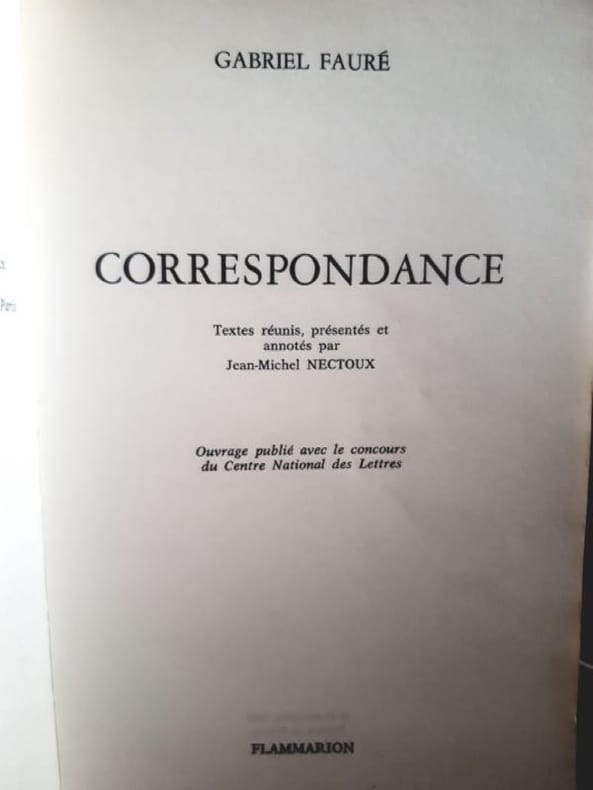 GABRIEL FAURÉ
CORRESPONDANCE
Textes réunis, présentés et
annotés par
Jean-Michel NECTOUX
Ouvrage publié avec le concours
du Centre National des Lettres
FLAMMARION